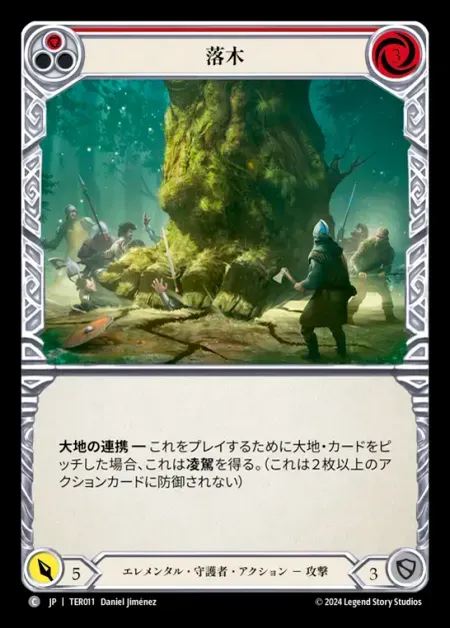 3
落木
大地の連携 ー これをプレイするために大地・カードをピ
ッチした場合、これは凌駕を得る。（これは２枚以上のア
クションカードに防御されない）
5
エレメンタル・守護者・アクション － 攻撃
3
C JP | TER011 Daniel Jiménez
© 2024 Legend Story Studios